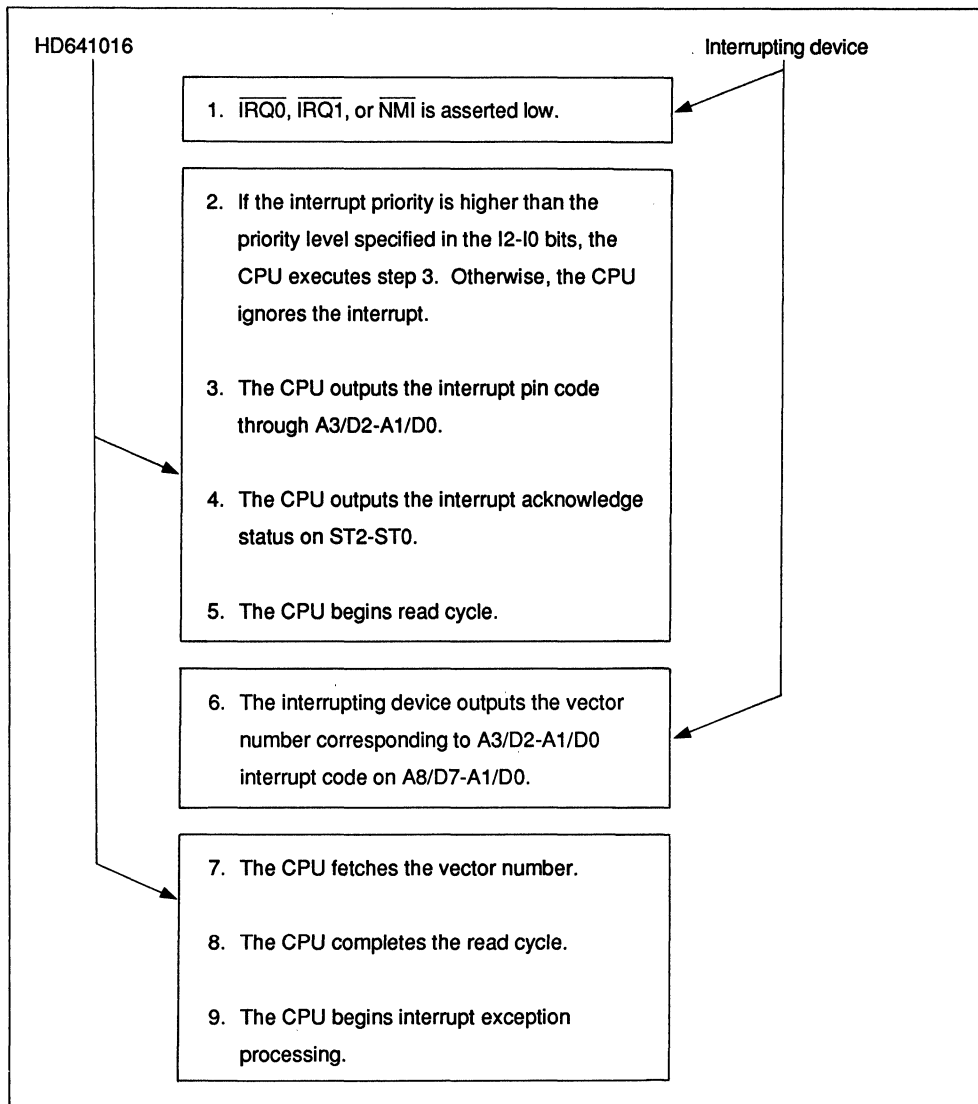 HD641016
Interrupting device
1. I̅R̅Q̅0̅, I̅R̅Q̅1̅, or N̅M̅I̅ is asserted low.
2. If the interrupt priority is higher than the
priority level specified in the I2-I0 bits, the
CPU executes step 3. Otherwise, the CPU
ignores the interrupt.
3. The CPU outputs the interrupt pin code
through A3/D2-A1/D0.
4. The CPU outputs the interrupt acknowledge
status on ST2-ST0.
5. The CPU begins read cycle.
6. The interrupting device outputs the vector
number corresponding to A3/D2-A1/D0
interrupt code on A8/D7-A1/D0.
7. The CPU fetches the vector number.
8. The CPU completes the read cycle.
9. The CPU begins interrupt exception
processing.